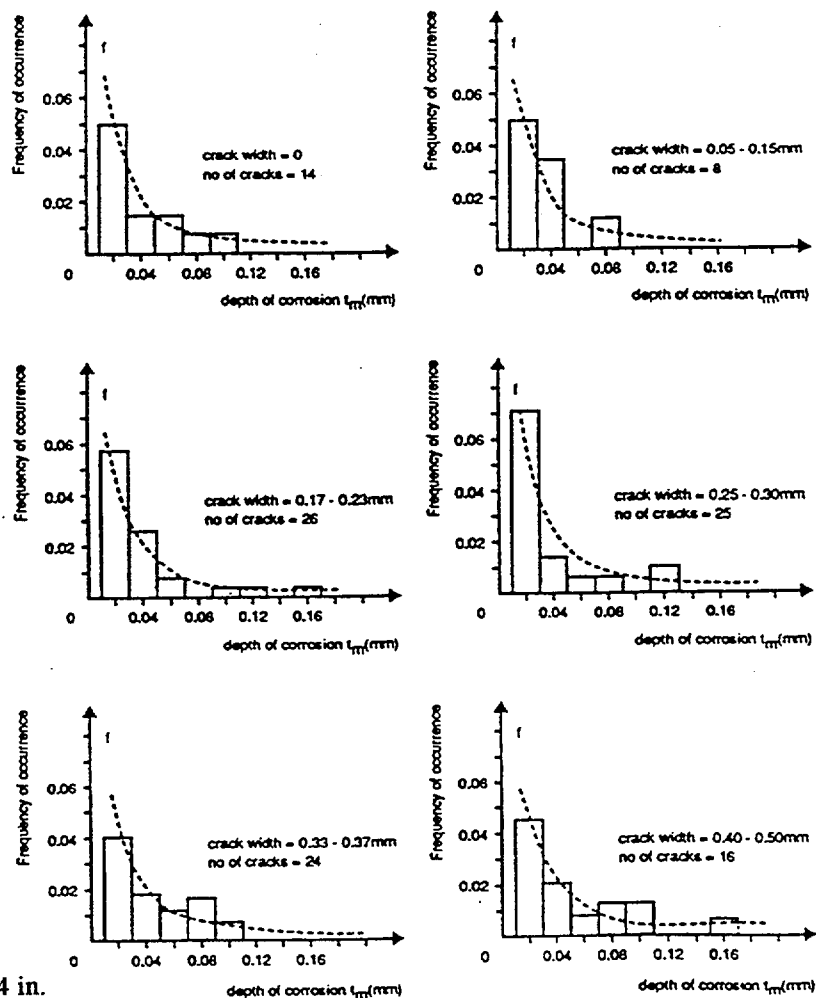 Frequency of occurrence
f
0.06
0.04
0.02
crack width = 0
no of cracks = 14
0
0.04
0.08
0.12
0.16
depth of corrosion tm(mm)
Frequency of occurrence
f
0.06
0.04
0.02
crack width = 0.05 - 0.15mm
no of cracks = 8
0
0.04
0.08
0.12
0.16
depth of corrosion tm(mm)
Frequency of occurrence
f
0.06
0.04
0.02
crack width = 0.17 - 0.23mm
no of cracks = 26
0
0.04
0.08
0.12
0.16
depth of corrosion tm(mm)
Frequency of occurrence
f
0.06
0.04
0.02
crack width = 0.25 - 0.30mm
no of cracks = 25
0
0.04
0.08
0.12
0.16
depth of corrosion tm(mm)
Frequency of occurrence
f
0.06
0.04
0.02
crack width = 0.33 - 0.37mm
no of cracks = 24
0
0.04
0.08
0.12
0.16
depth of corrosion tm(mm)
Frequency of occurrence
f
0.06
0.04
0.02
crack width = 0.40 - 0.50mm
no of cracks = 16
0
0.04
0.08
0.12
0.16
depth of corrosion tm(mm)
4 in.